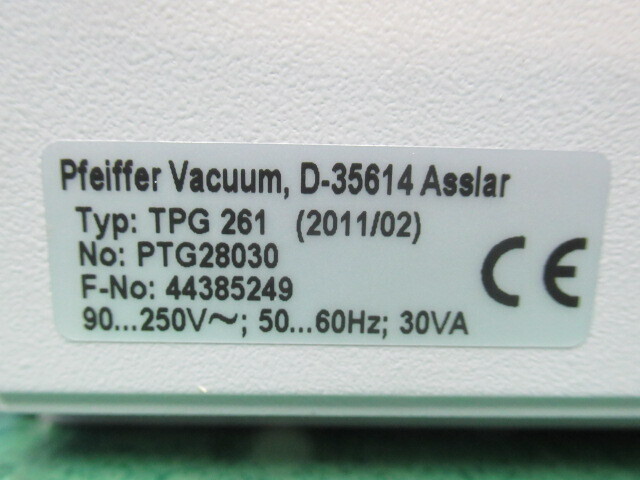 Pfeiffer Vacuum, D-35614 Asslar
Typ: TPG 261 (2011/02)
No: PTG28030
F-No: 44385249
90...250V~; 50...60Hz; 30VA
CE